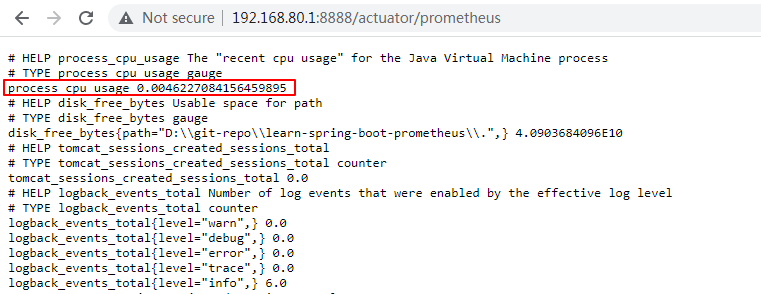 Not secure 192.168.80.1:8888/actuator/prometheus
# HELP process_cpu_usage The "recent cpu usage" for the Java Virtual Machine process
# TYPE process_cpu_usage gauge
process_cpu_usage 0.0046227084156459895
# HELP disk_free_bytes Usable space for path
# TYPE disk_free_bytes gauge
disk_free_bytes{path="D:\\git-repo\\learn-spring-boot-prometheus\\.",} 4.0903684096E10
# HELP tomcat_sessions_created_sessions_total
# TYPE tomcat_sessions_created_sessions_total counter
tomcat_sessions_created_sessions_total 0.0
# HELP logback_events_total Number of log events that were enabled by the effective log level
# TYPE logback_events_total counter
logback_events_total{level="warn",} 0.0
logback_events_total{level="debug",} 0.0
logback_events_total{level="error",} 0.0
logback_events_total{level="trace",} 0.0
logback_events_total{level="info",} 6.0